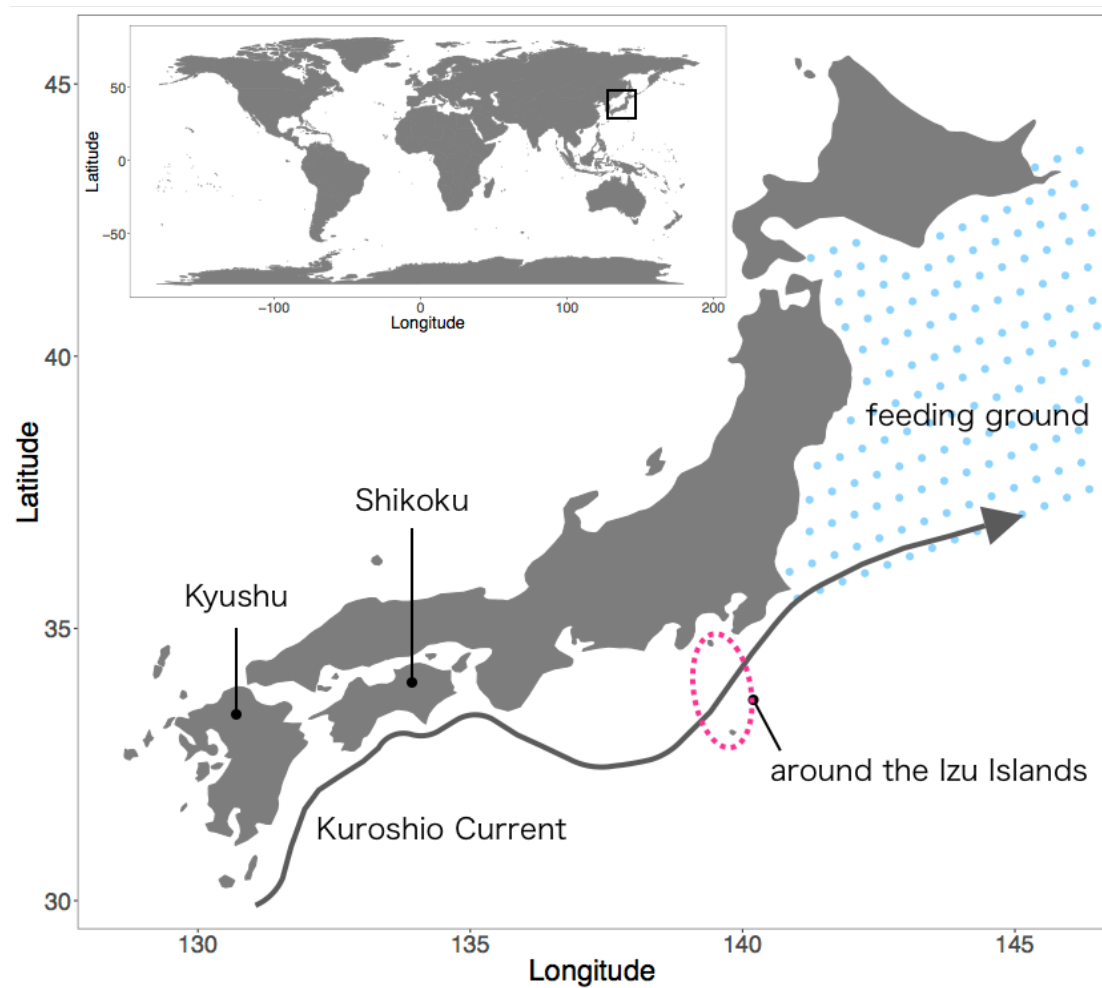 50
0
−50
Latitude
−100
0
100
200
Longitude
45
40
35
30
Latitude
feeding ground
Shikoku
Kyushu
around the Izu Islands
Kuroshio Current
130
135
140
145
Longitude